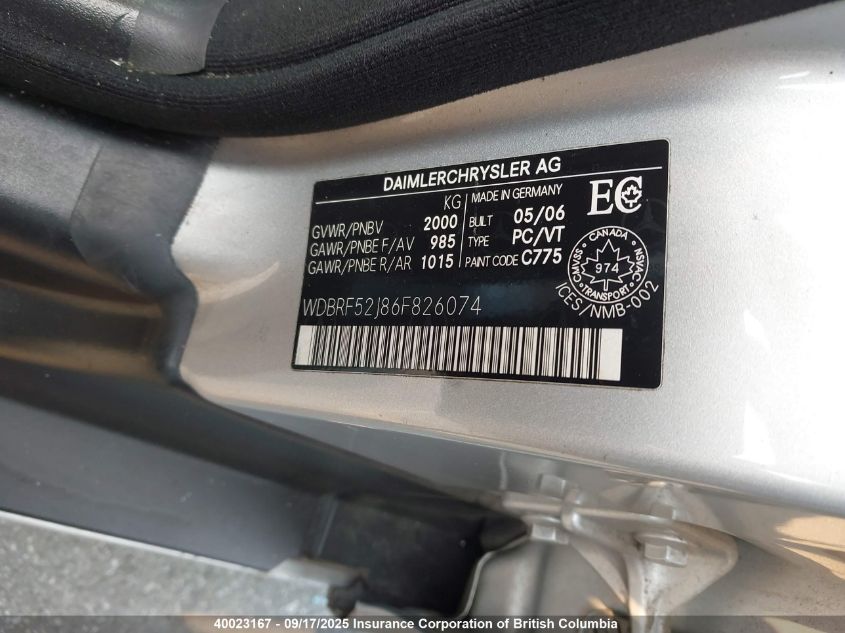 DAIMLERCHRYSLER AG
KG MADE IN GERMANY
GVWR/PNBV 2000 BUILT 05/06
GAWR/PNBE F/AV 985 TYPE PC/VT
GAWR/PNBE R/AR 1015 PAINT CODE C775
EC
CANADA
CMVSS NSVAC
974
TRANSPORT
ICES/NMB-002
WDBRF52J86F826074
40023167 - 09/17/2025 Insurance Corporation of British Columbia